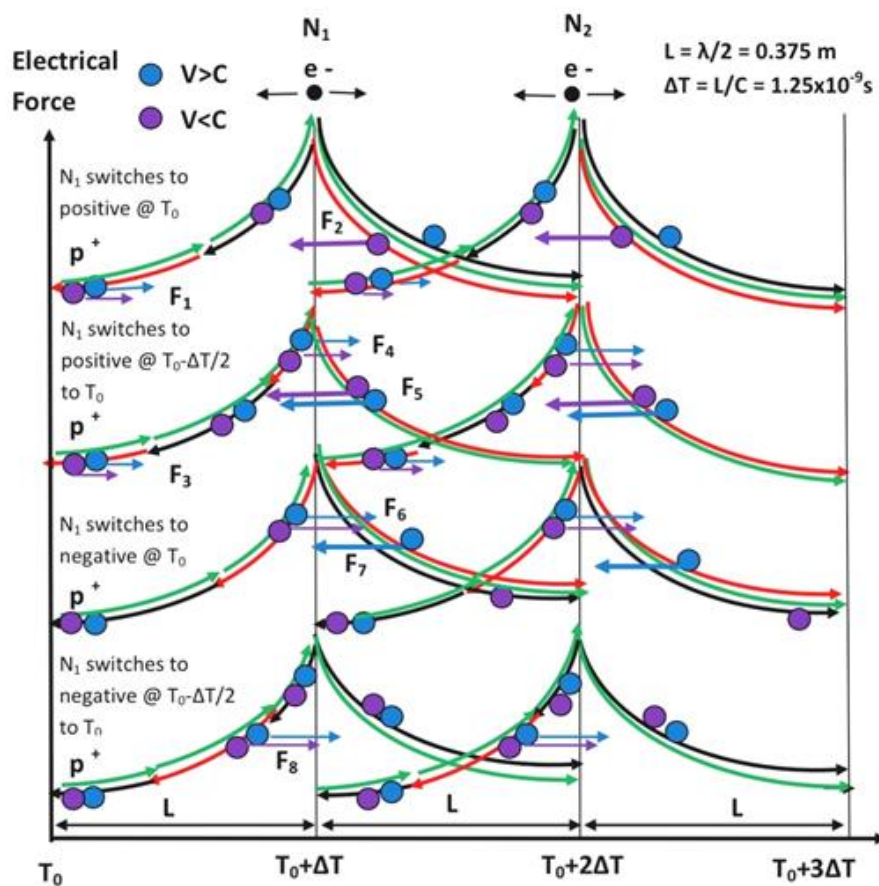 N₁
N₂
Electrical
Force
V>C
V<C
e -
e -
L = λ/2 = 0.375 m
ΔT = L/C = 1.25x10⁻⁹s
N₁ switches to
positive @ T₀
p⁺
F₁
F₂
N₁ switches to
positive @ T₀-ΔT/2
to T₀
p⁺
F₃
F₄
F₅
N₁ switches to
negative @ T₀
p⁺
F₆
F₇
N₁ switches to
negative @ T₀-ΔT/2
to Tₙ
p⁺
F₈
L
L
L
T₀
T₀+ΔT
T₀+2ΔT
T₀+3ΔT